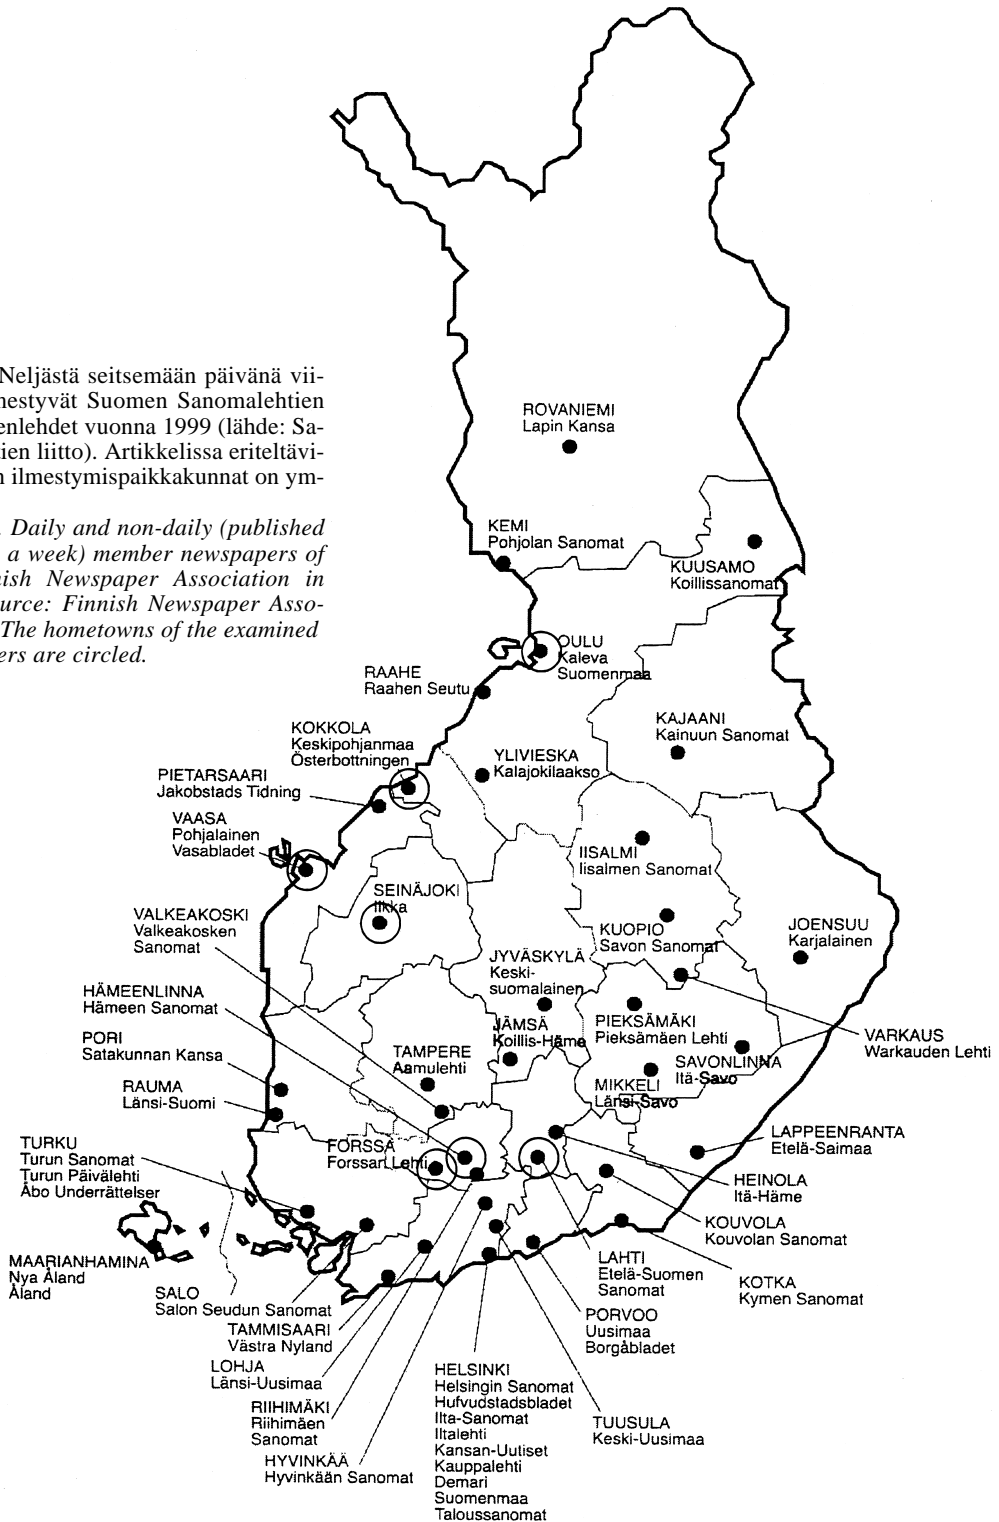 Neljästä seitsemään päivänä vii-
nestyvät Suomen Sanomalehtien
enlehdet vuonna 1999 (lähde: Sa-
tien liitto). Artikkelissa eriteltävi-
n ilmestymispaikkakunnat on ym-
. Daily and non-daily (published
a week) member newspapers of
nish Newspaper Association in
urce: Finnish Newspaper Asso-
The hometowns of the examined
ers are circled.
ROVANIEMI
Lapin Kansa
KEMI
Pohjolan Sanomat
KUUSAMO
Koillissanomat
OULU
Kaleva
Suomenmaa
RAAHE
Raahen Seutu
KOKKOLA
Keskipohjanmaa
Österbottningen
KAJAANI
Kainuun Sanomat
YLIVIESKA
Kalajokilaakso
PIETARSAARI
Jakobstads Tidning
VAASA
Pohjalainen
Vasabladet
IISALMI
Iisalmen Sanomat
SEINÄJOKI
Ilkka
VALKEAKOSKI
Valkeakosken
Sanomat
KUOPIO
Savon Sanomat
JOENSUU
Karjalainen
JYVÄSKYLÄ
Keski-
suomalainen
HÄMEENLINNA
Hämeen Sanomat
JÄMSÄ
Koillis-Häme
PIEKSÄMÄKI
Pieksämäen Lehti
VARKAUS
Warkauden Lehti
PORI
Satakunnan Kansa
TAMPERE
Aamulehti
SAVONLINNA
Itä-Savo
RAUMA
Länsi-Suomi
MIKKELI
Länsi-Savo
TURKU
Turun Sanomat
Turun Päivälehti
Åbo Underrättelser
FORSSA
Forssan Lehti
LAPPEENRANTA
Etelä-Saimaa
HEINOLA
Itä-Häme
KOUVOLA
Kouvolan Sanomat
MAARIANHAMINA
Nya Åland
Åland
LAHTI
Etelä-Suomen
Sanomat
KOTKA
Kymen Sanomat
SALO
Salon Seudun Sanomat
TAMMISAARI
Västra Nyland
PORVOO
Uusimaa
Borgåbladet
LOHJA
Länsi-Uusimaa
HELSINKI
Helsingin Sanomat
Hufvudstadsbladet
Ilta-Sanomat
Iltalehti
Kansan-Uutiset
Kauppalehti
Demari
Suomenmaa
Taloussanomat
RIIHIMÄKI
Riihimäen
Sanomat
TUUSULA
Keski-Uusimaa
HYVINKÄÄ
Hyvinkään Sanomat